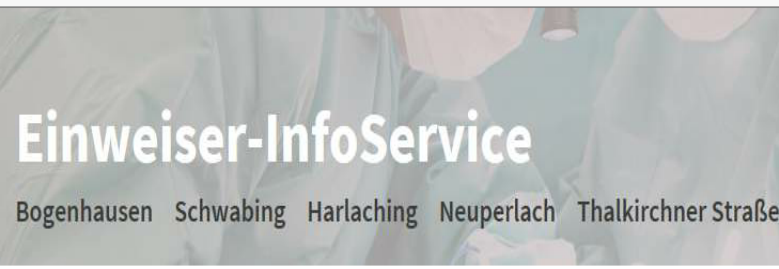 Einweiser-InfoService
Bogenhausen Schwabing Harlaching Neuperlach Thalkirchner Straße